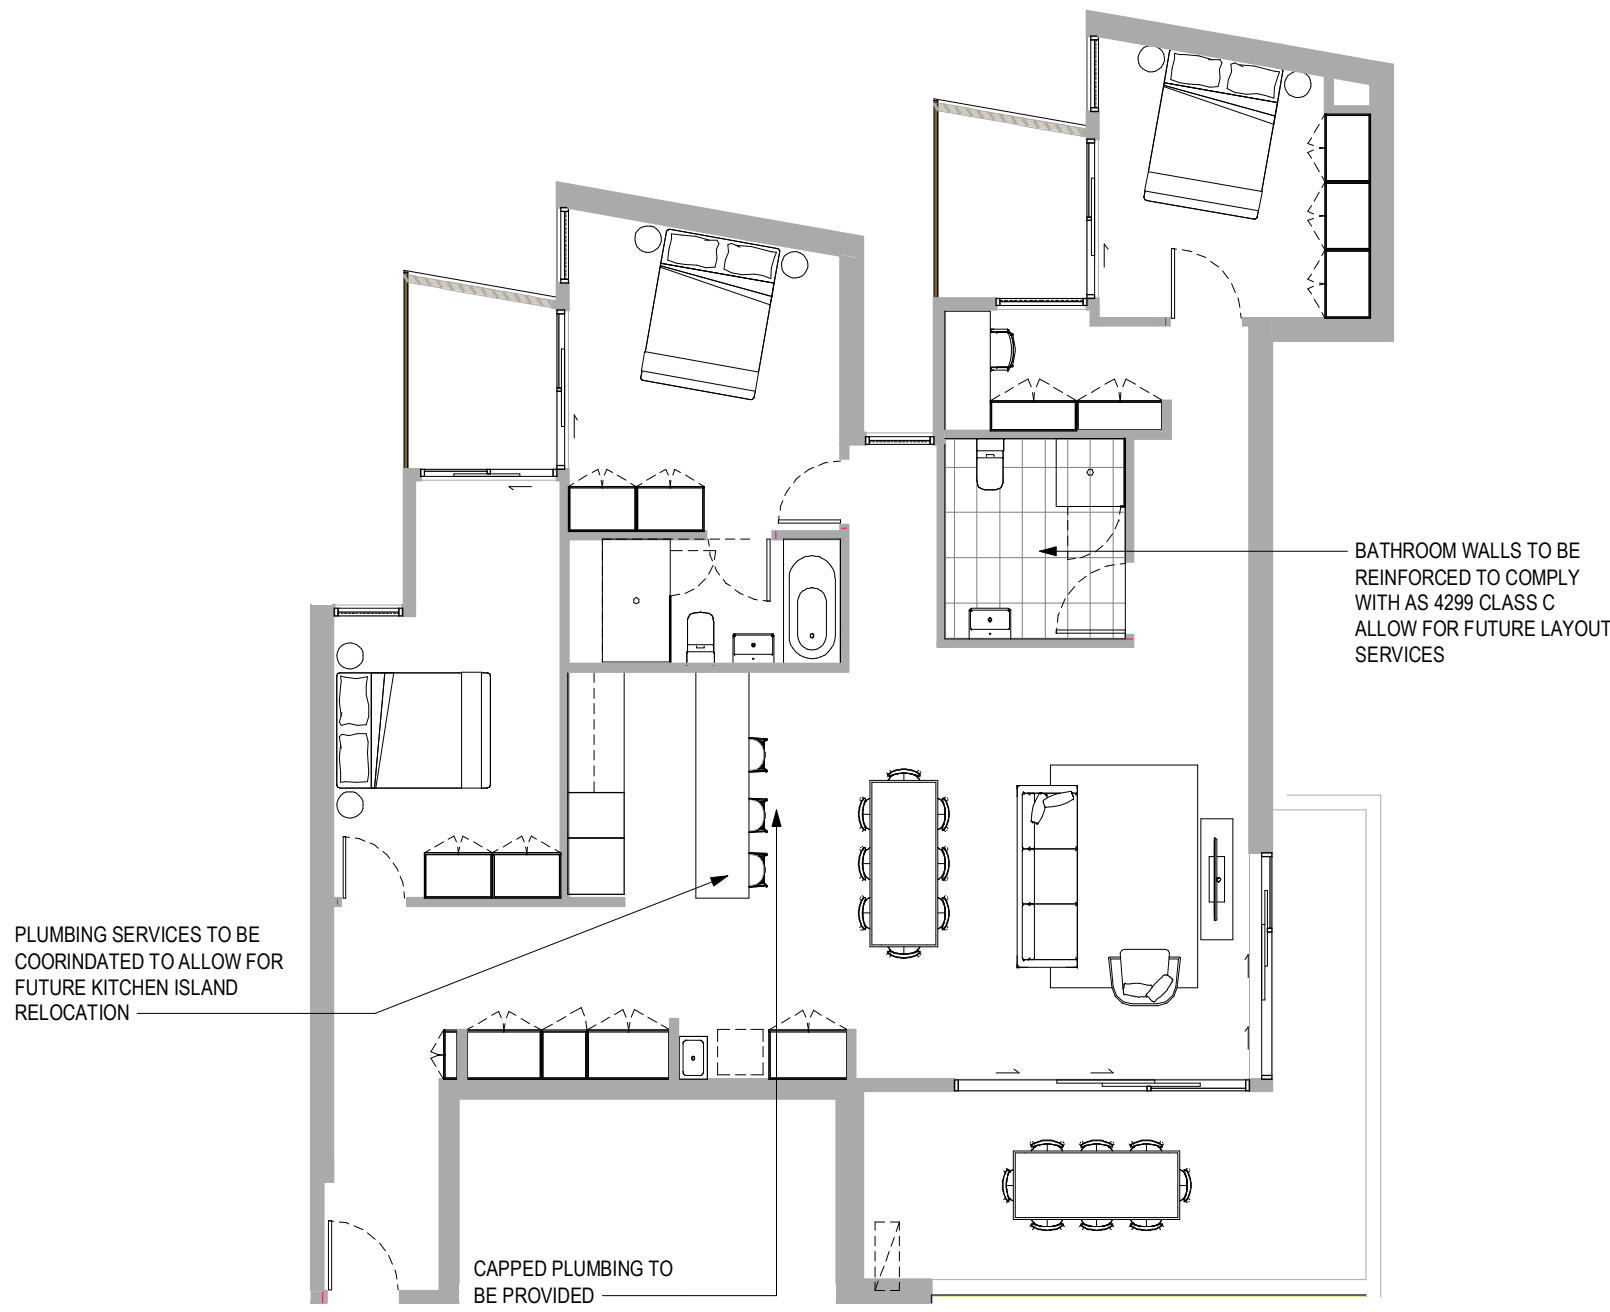 BATHROOM WALLS TO BE
REINFORCED TO COMPLY
WITH AS 4299 CLASS C
ALLOW FOR FUTURE LAYOUT
SERVICES
PLUMBING SERVICES TO BE
COORINDATED TO ALLOW FOR
FUTURE KITCHEN ISLAND
RELOCATION
CAPPED PLUMBING TO
BE PROVIDED